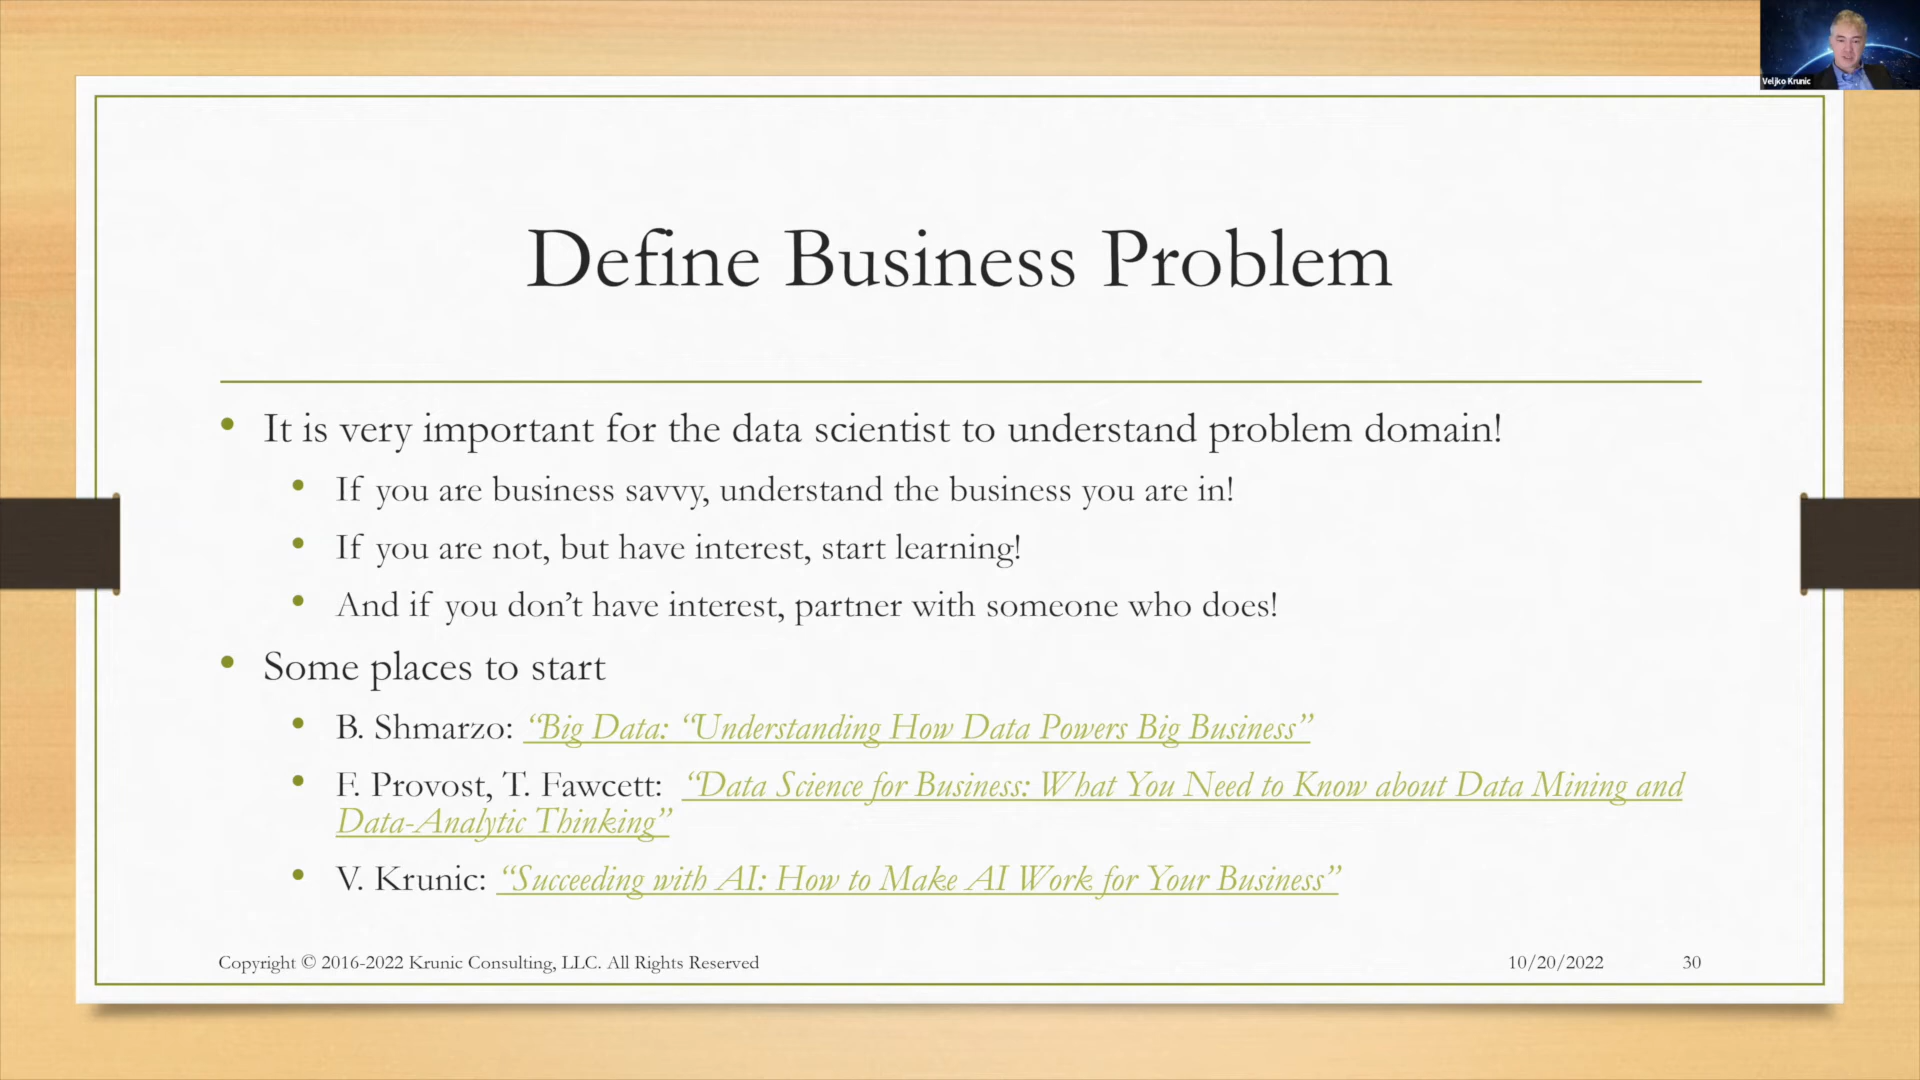 Veljko Krunic
Define Business Problem
• It is very important for the data scientist to understand problem domain!
• If you are business savvy, understand the business you are in!
• If you are not, but have interest, start learning!
• And if you don’t have interest, partner with someone who does!
• Some places to start
• B. Shmarzo: “Big Data: “Understanding How Data Powers Big Business”
• F. Provost, T. Fawcett: “Data Science for Business: What You Need to Know about Data Mining and
Data-Analytic Thinking”
• V. Krunic: “Succeeding with AI: How to Make AI Work for Your Business”
Copyright © 2016-2022 Krunic Consulting, LLC. All Rights Reserved 10/20/2022 30